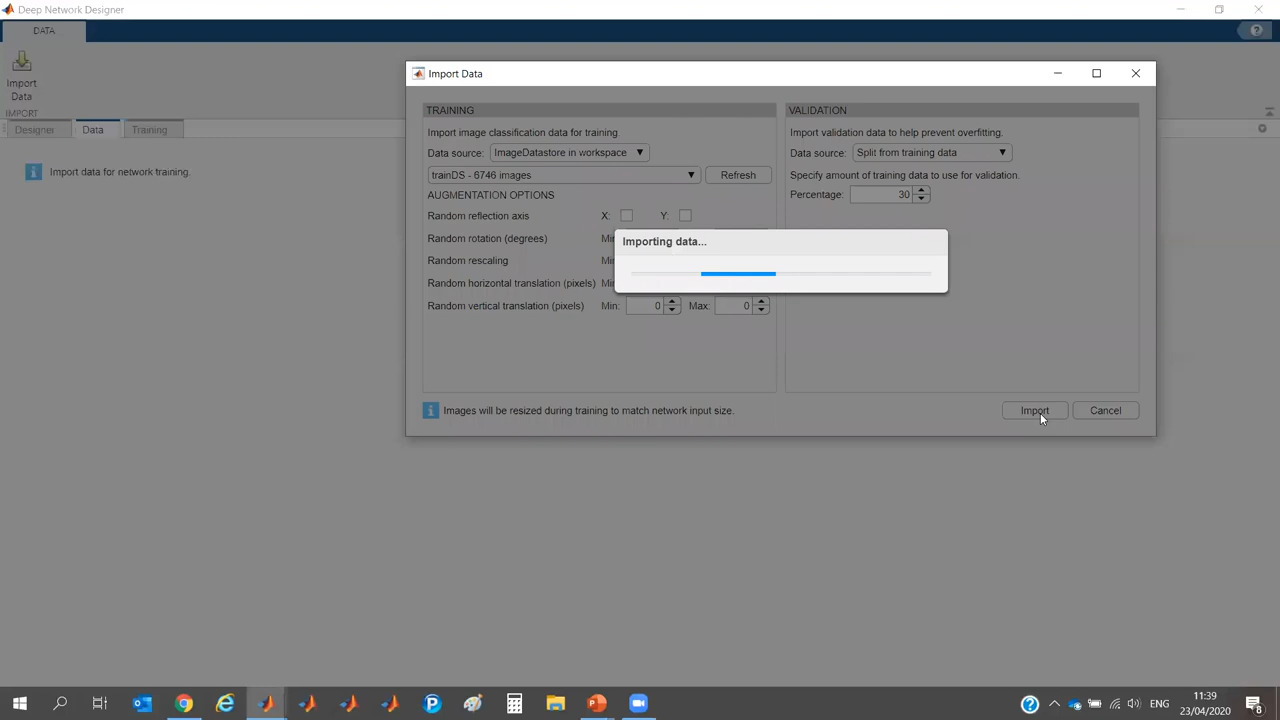 Deep Network Designer
DATA
Import
Data
IMPORT
Designer
Data
Training
Import data for network training.
Import Data
TRAINING
Import image classification data for training.
Data source: ImageDatastore in workspace
trainDS - 6746 images
Refresh
AUGMENTATION OPTIONS
Random reflection axis X: Y:
Random rotation (degrees)
Random rescaling
Random horizontal translation (pixels)
Random vertical translation (pixels) Min: 0 Max: 0
VALIDATION
Import validation data to help prevent overfitting.
Data source: Split from training data
Specify amount of training data to use for validation.
Percentage: 30
Importing data...
Images will be resized during training to match network input size.
Import
Cancel
ENG
11:39
23/04/2020
8